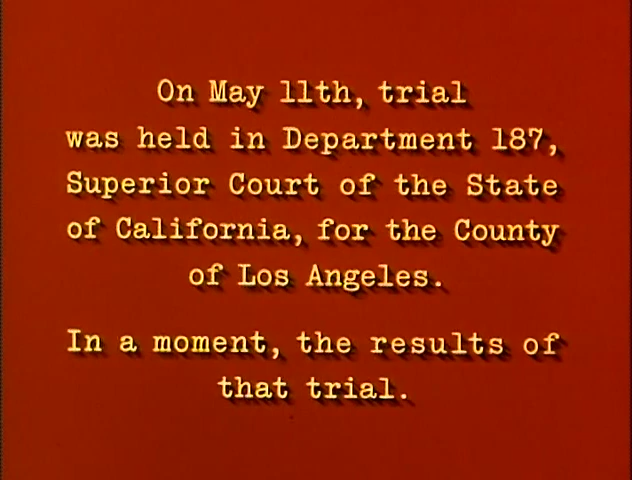 On May 11th, trial
was held in Department 187,
Superior Court of the State
of California, for the County
of Los Angeles.
In a moment, the results of
that trial.